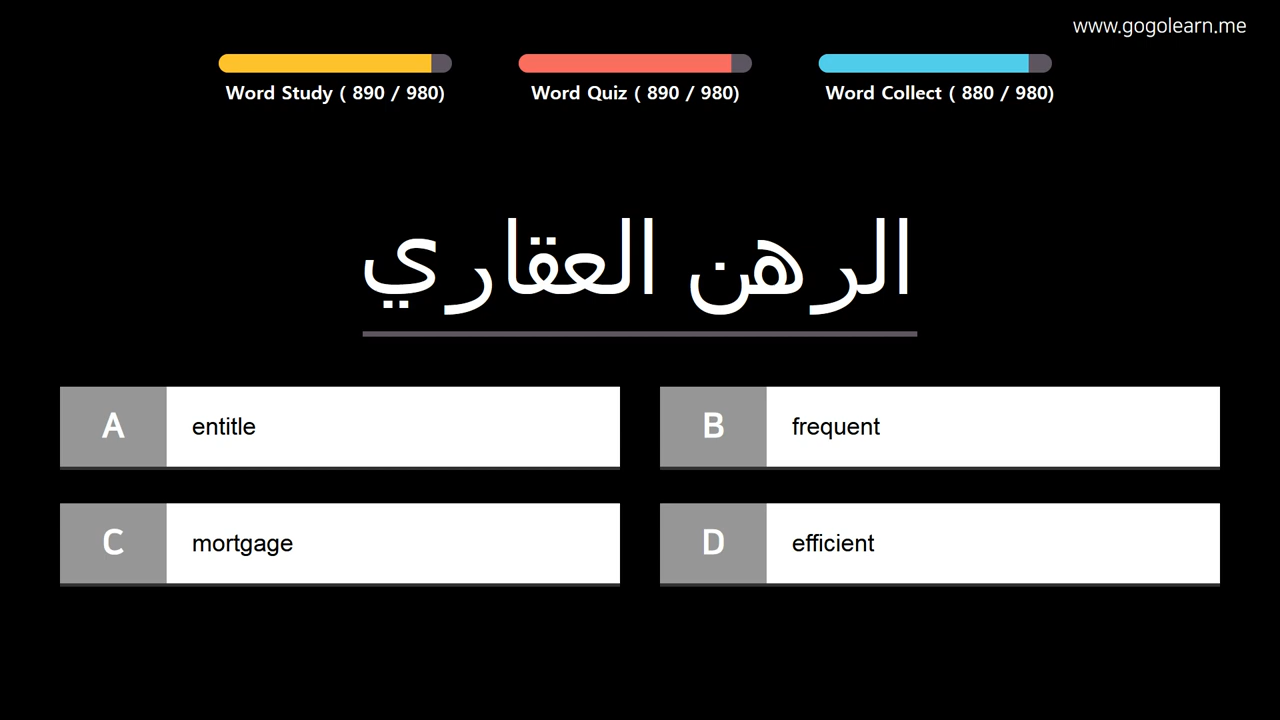 www.gogolearn.me
Word Study ( 890 / 980)
Word Quiz ( 890 / 980)
Word Collect ( 880 / 980)
الرهن العقاري
A entitle
B frequent
C mortgage
D efficient